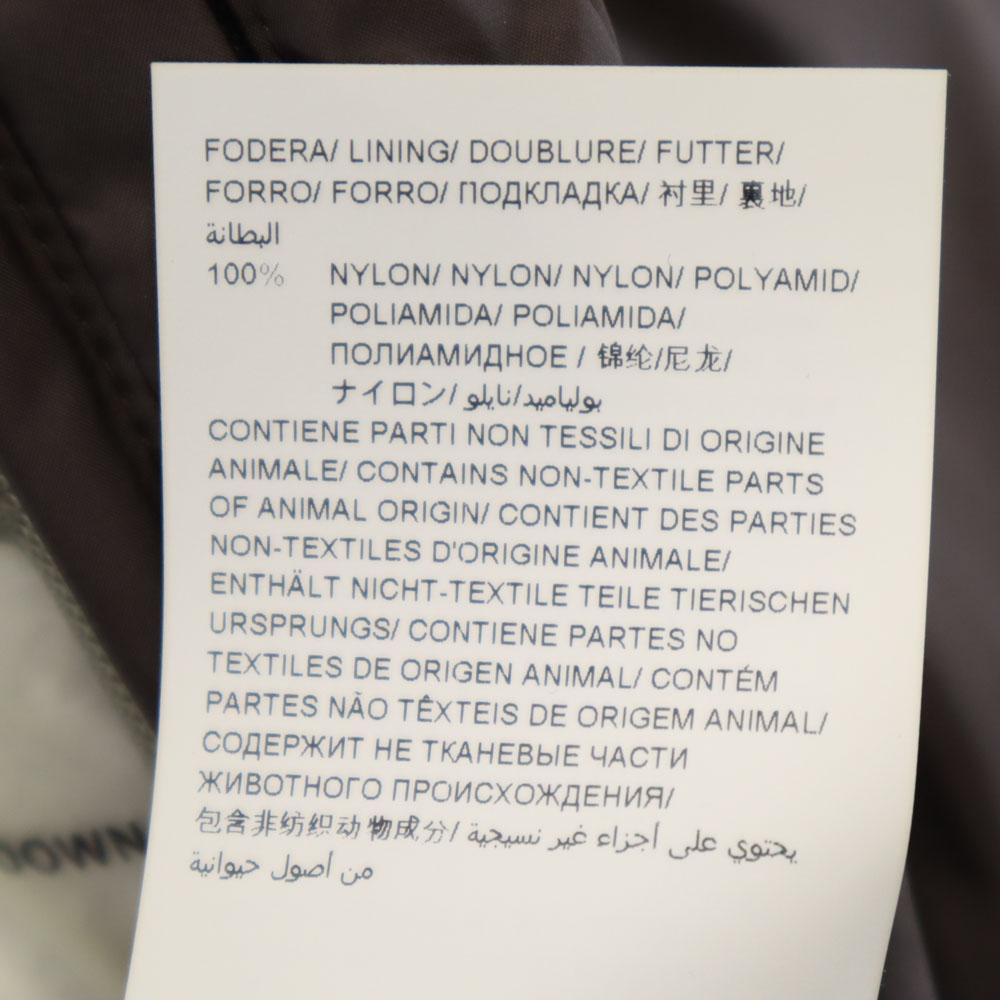 FODERA/ LINING/ DOUBLURE/ FUTTER/
FORRO/ FORRO/ ПОДКЛАДКА/ 衬里/ 裏地/
البطانة
100% NYLON/ NYLON/ NYLON/ POLYAMID/
POLIAMIDA/ POLIAMIDA/
ПОЛИАМИДНОЕ / 锦纶/尼龙/
ナイロン/ بولياميد/نايلو
CONTIENE PARTI NON TESSILI DI ORIGINE
ANIMALE/ CONTAINS NON-TEXTILE PARTS
OF ANIMAL ORIGIN/ CONTIENT DES PARTIES
NON-TEXTILES D'ORIGINE ANIMALE/
ENTHÄLT NICHT-TEXTILE TEILE TIERISCHEN
URSPRUNGS/ CONTIENE PARTES NO
TEXTILES DE ORIGEN ANIMAL/ CONTÉM
PARTES NÃO TÊXTEIS DE ORIGEM ANIMAL/
СОДЕРЖИТ НЕ ТКАНЕВЫЕ ЧАСТИ
ЖИВОТНОГО ПРОИСХОЖДЕНИЯ/
包含非纺织动物成分/ يحتوي على أجزاء غير نسيجية
من أصول حيوانية
DOWN